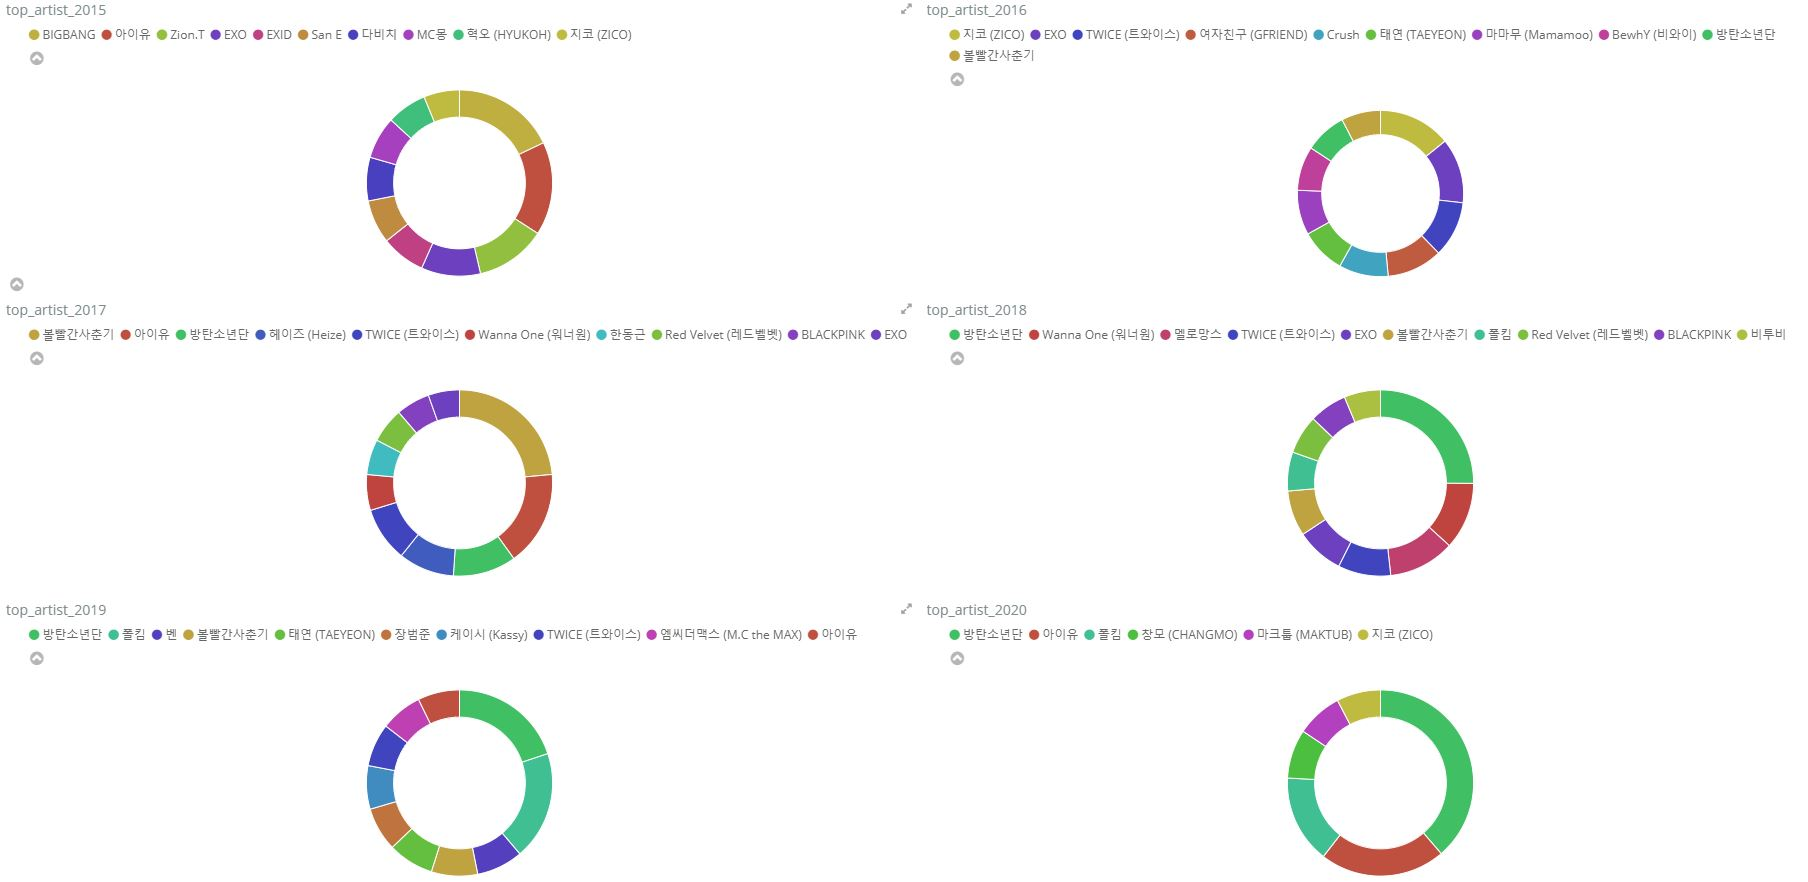 top_artist_2015
BIGBANG 아이유 Zion.T EXO EXID San E 다비치 MC몽 혁오 (HYUKOH) 지코 (ZICO)
top_artist_2016
지코 (ZICO) EXO TWICE (트와이스) 여자친구 (GFRIEND) Crush 태연 (TAEYEON) 마마무 (Mamamoo) BewhY (비와이) 방탄소년단
볼빨간사춘기
top_artist_2017
볼빨간사춘기 아이유 방탄소년단 헤이즈 (Heize) TWICE (트와이스) Wanna One (워너원) 한동근 Red Velvet (레드벨벳) BLACKPINK EXO
top_artist_2018
방탄소년단 Wanna One (워너원) 멜로망스 TWICE (트와이스) EXO 볼빨간사춘기 폴킴 Red Velvet (레드벨벳) BLACKPINK 비투비
top_artist_2019
방탄소년단 폴킴 벤 볼빨간사춘기 태연 (TAEYEON) 장범준 케이시 (Kassy) TWICE (트와이스) 엠씨더맥스 (M.C the MAX) 아이유
top_artist_2020
방탄소년단 아이유 폴킴 창모 (CHANGMO) 마크툽 (MAKTUB) 지코 (ZICO)